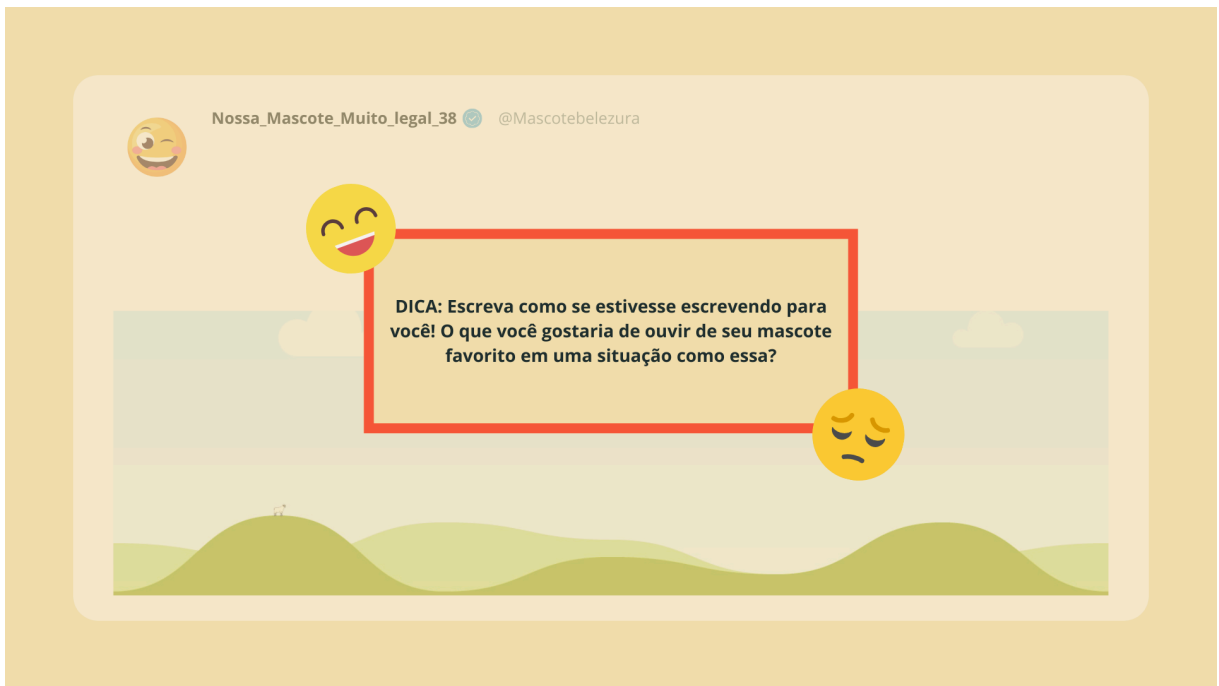 Nossa_Mascote_Muito_legal_38 @Mascotebelezura
DICA: Escreva como se estivesse escrevendo para
você! O que você gostaria de ouvir de seu mascote
favorito em uma situação como essa?